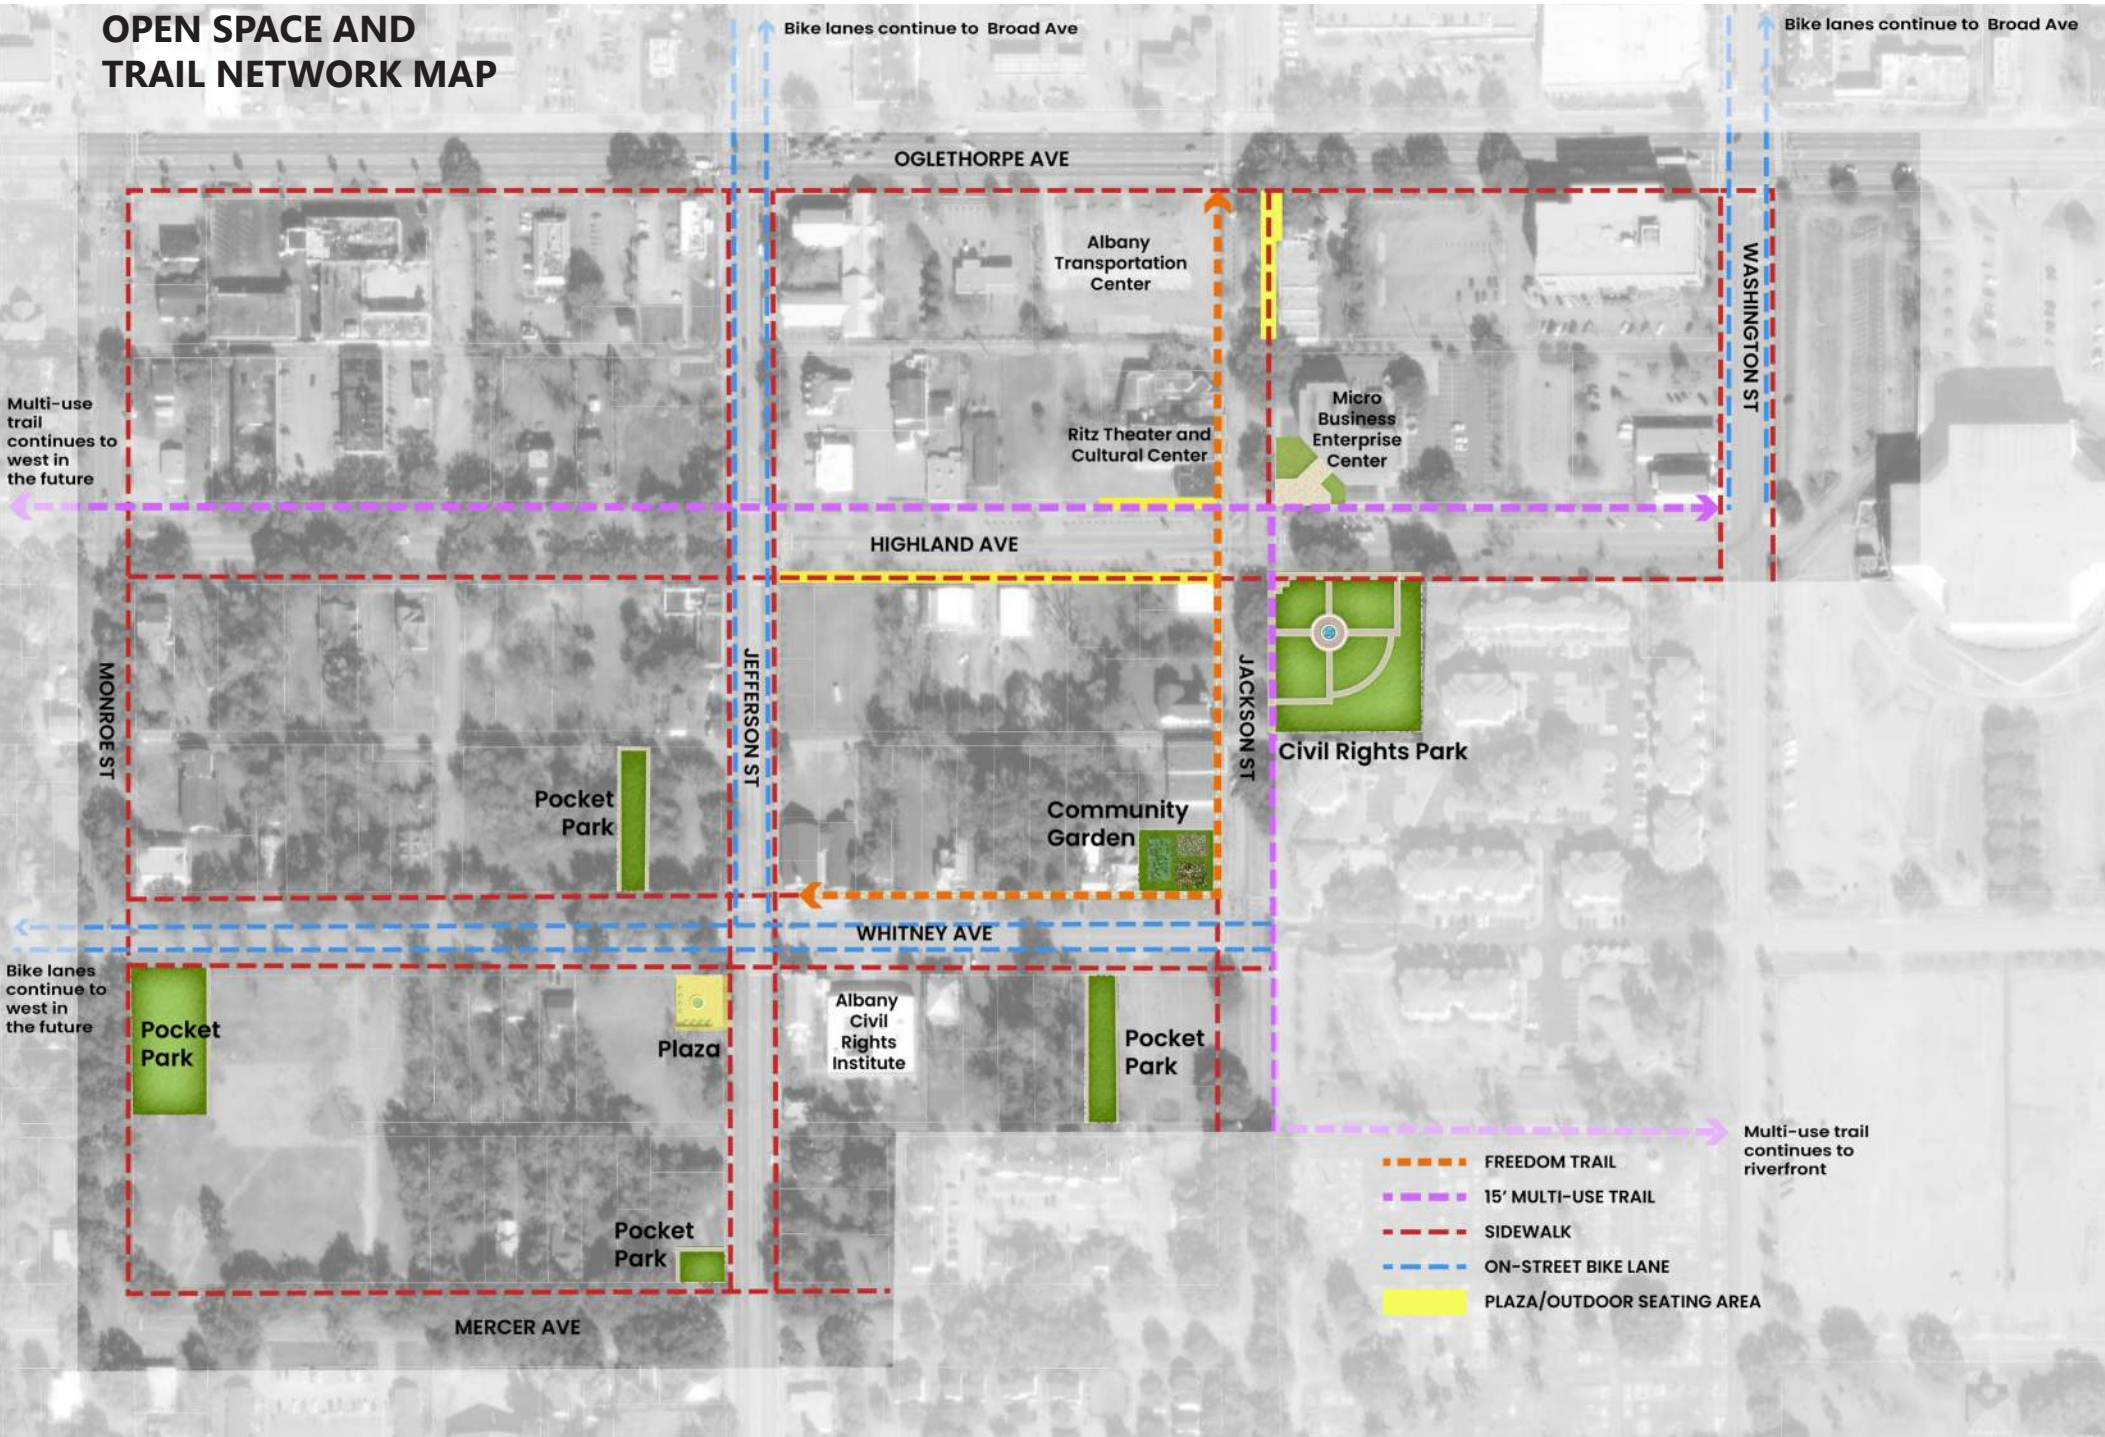 OPEN SPACE AND
TRAIL NETWORK MAP
Bike lanes continue to Broad Ave
Bike lanes continue to Broad Ave
OGLETHORPE AVE
Albany
Transportation
Center
WASHINGTON ST
Multi-use
trail
continues to
west in
the future
Ritz Theater and
Cultural Center
Micro
Business
Enterprise
Center
HIGHLAND AVE
MONROE ST
JEFFERSON ST
JACKSON ST
Civil Rights Park
Pocket
Park
Community
Garden
WHITNEY AVE
Bike lanes
continue to
west in
the future
Pocket
Park
Plaza
Albany
Civil
Rights
Institute
Pocket
Park
Multi-use trail
continues to
riverfront
Pocket
Park
MERCER AVE
FREEDOM TRAIL
15' MULTI-USE TRAIL
SIDEWALK
ON-STREET BIKE LANE
PLAZA/OUTDOOR SEATING AREA